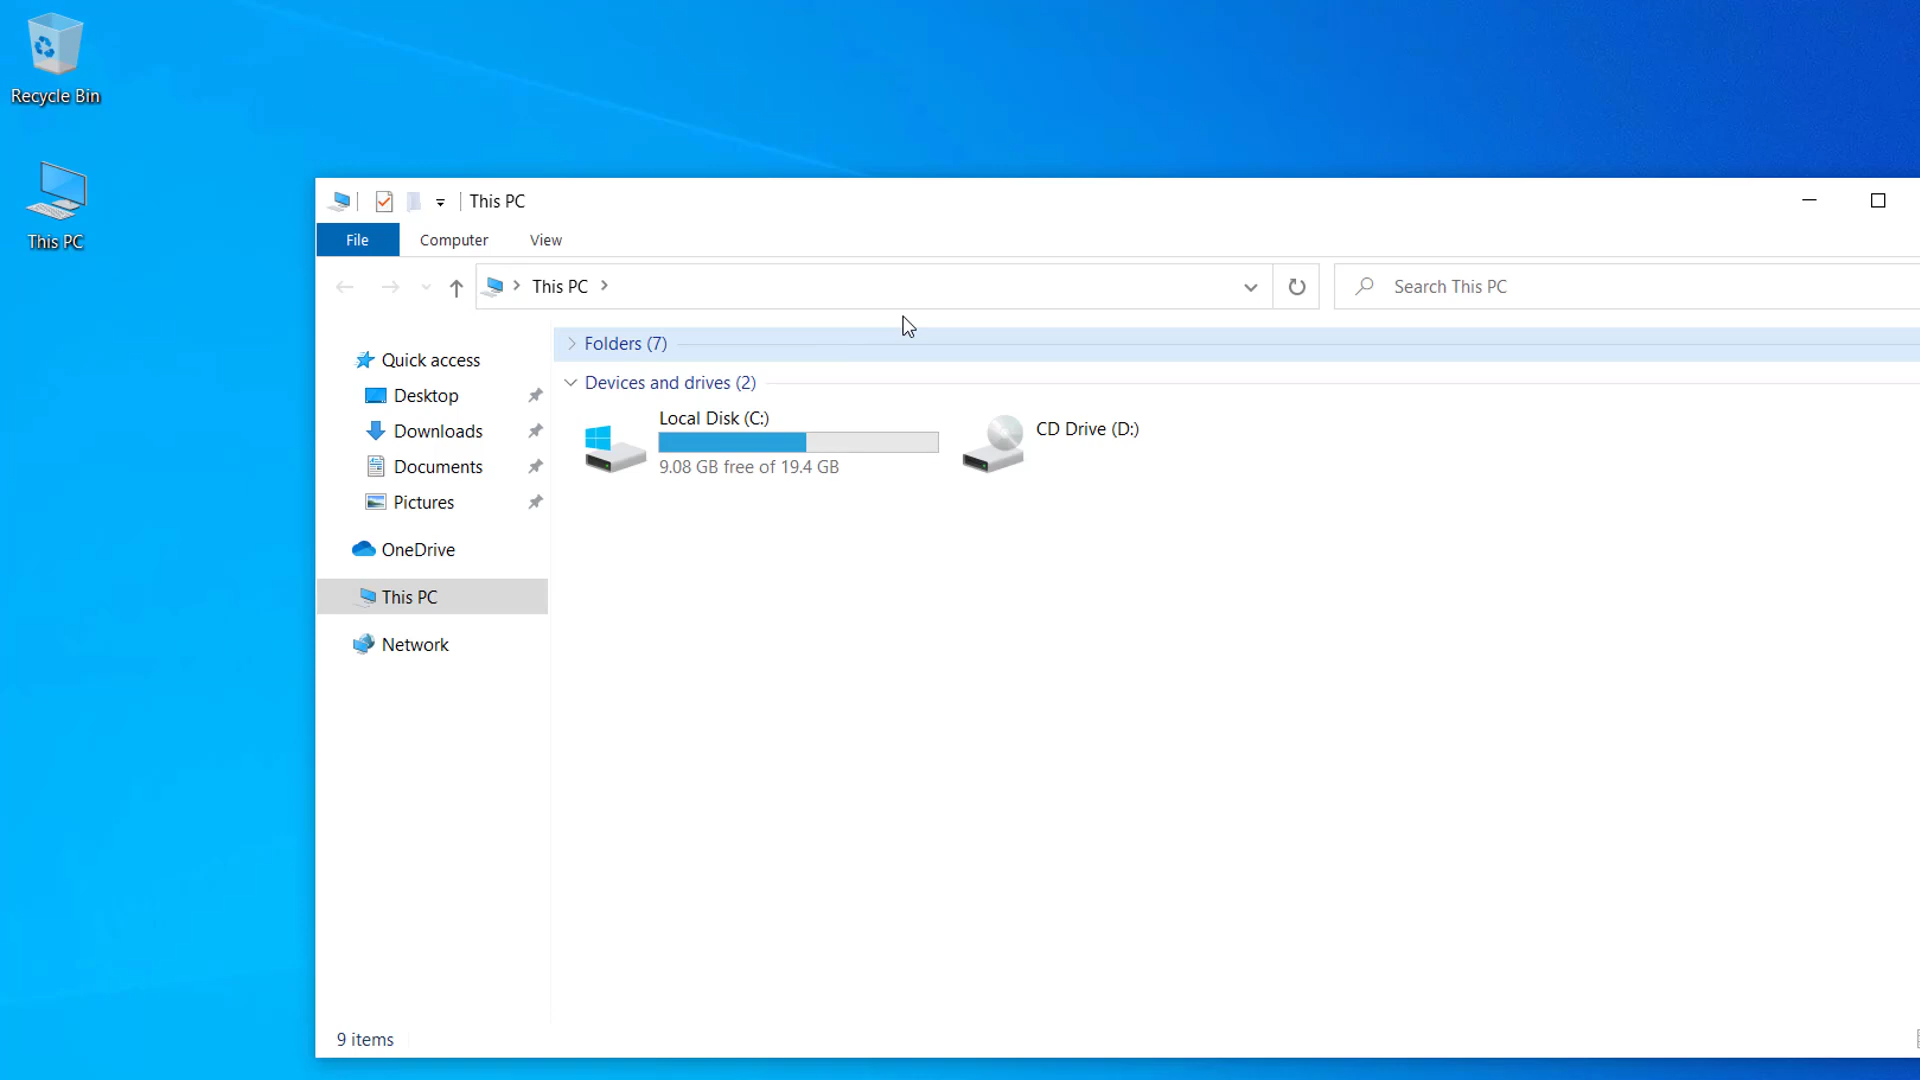 Recycle Bin
This PC
This PC
File
Computer
View
This PC
Search This PC
Quick access
Desktop
Downloads
Documents
Pictures
OneDrive
This PC
Network
Folders (7)
Devices and drives (2)
Local Disk (C:)
9.08 GB free of 19.4 GB
CD Drive (D:)
9 items